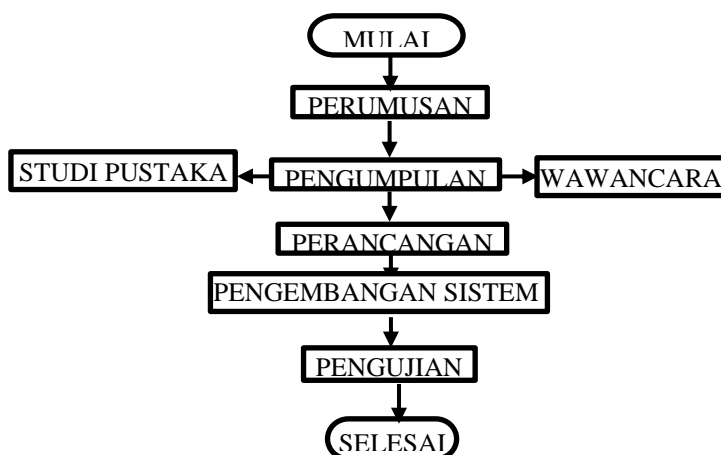 MULAI
PERUMUSAN
STUDI PUSTAKA
PENGUMPULAN
WAWANCARA
PERANCANGAN
PENGEMBANGAN SISTEM
PENGUJIAN
SELESAI